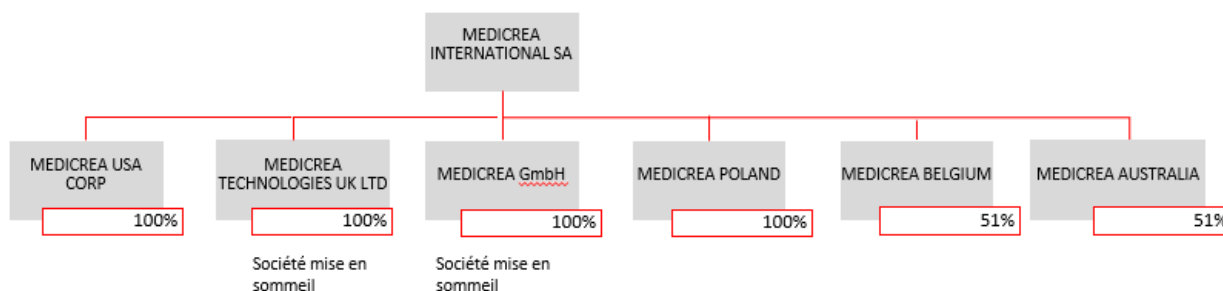 MEDICREA
INTERNATIONAL SA
MEDICREA USA
CORP
100%
MEDICREA
TECHNOLOGIES UK LTD
100%
Société mise en
sommeil
MEDICREA GmbH
100%
Société mise en
sommeil
MEDICREA POLAND
100%
MEDICREA BELGIUM
51%
MEDICREA AUSTRALIA
51%